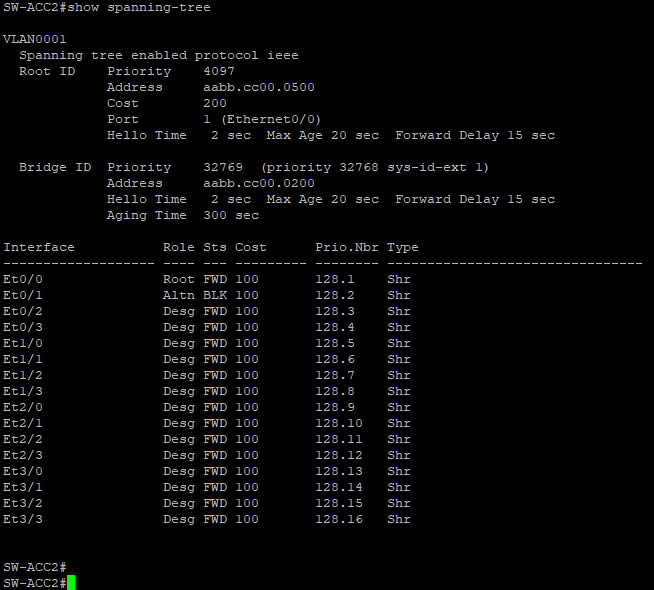 SW-ACC2#show spanning-tree
VLAN0001
  Spanning tree enabled protocol ieee
  Root ID    Priority    4097
             Address     aabb.cc00.0500
             Cost        200
             Port        1 (Ethernet0/0)
             Hello Time   2 sec  Max Age 20 sec  Forward Delay 15 sec
  Bridge ID  Priority    32769  (priority 32768 sys-id-ext 1)
             Address     aabb.cc00.0200
             Hello Time   2 sec  Max Age 20 sec  Forward Delay 15 sec
             Aging Time  300 sec
Interface           Role Sts Cost      Prio.Nbr Type
------------------- ---- --- --------- -------- --------------------------------
Et0/0               Root FWD 100       128.1    Shr
Et0/1               Altn BLK 100       128.2    Shr
Et0/2               Desg FWD 100       128.3    Shr
Et0/3               Desg FWD 100       128.4    Shr
Et1/0               Desg FWD 100       128.5    Shr
Et1/1               Desg FWD 100       128.6    Shr
Et1/2               Desg FWD 100       128.7    Shr
Et1/3               Desg FWD 100       128.8    Shr
Et2/0               Desg FWD 100       128.9    Shr
Et2/1               Desg FWD 100       128.10   Shr
Et2/2               Desg FWD 100       128.11   Shr
Et2/3               Desg FWD 100       128.12   Shr
Et3/0               Desg FWD 100       128.13   Shr
Et3/1               Desg FWD 100       128.14   Shr
Et3/2               Desg FWD 100       128.15   Shr
Et3/3               Desg FWD 100       128.16   Shr
SW-ACC2#
SW-ACC2#